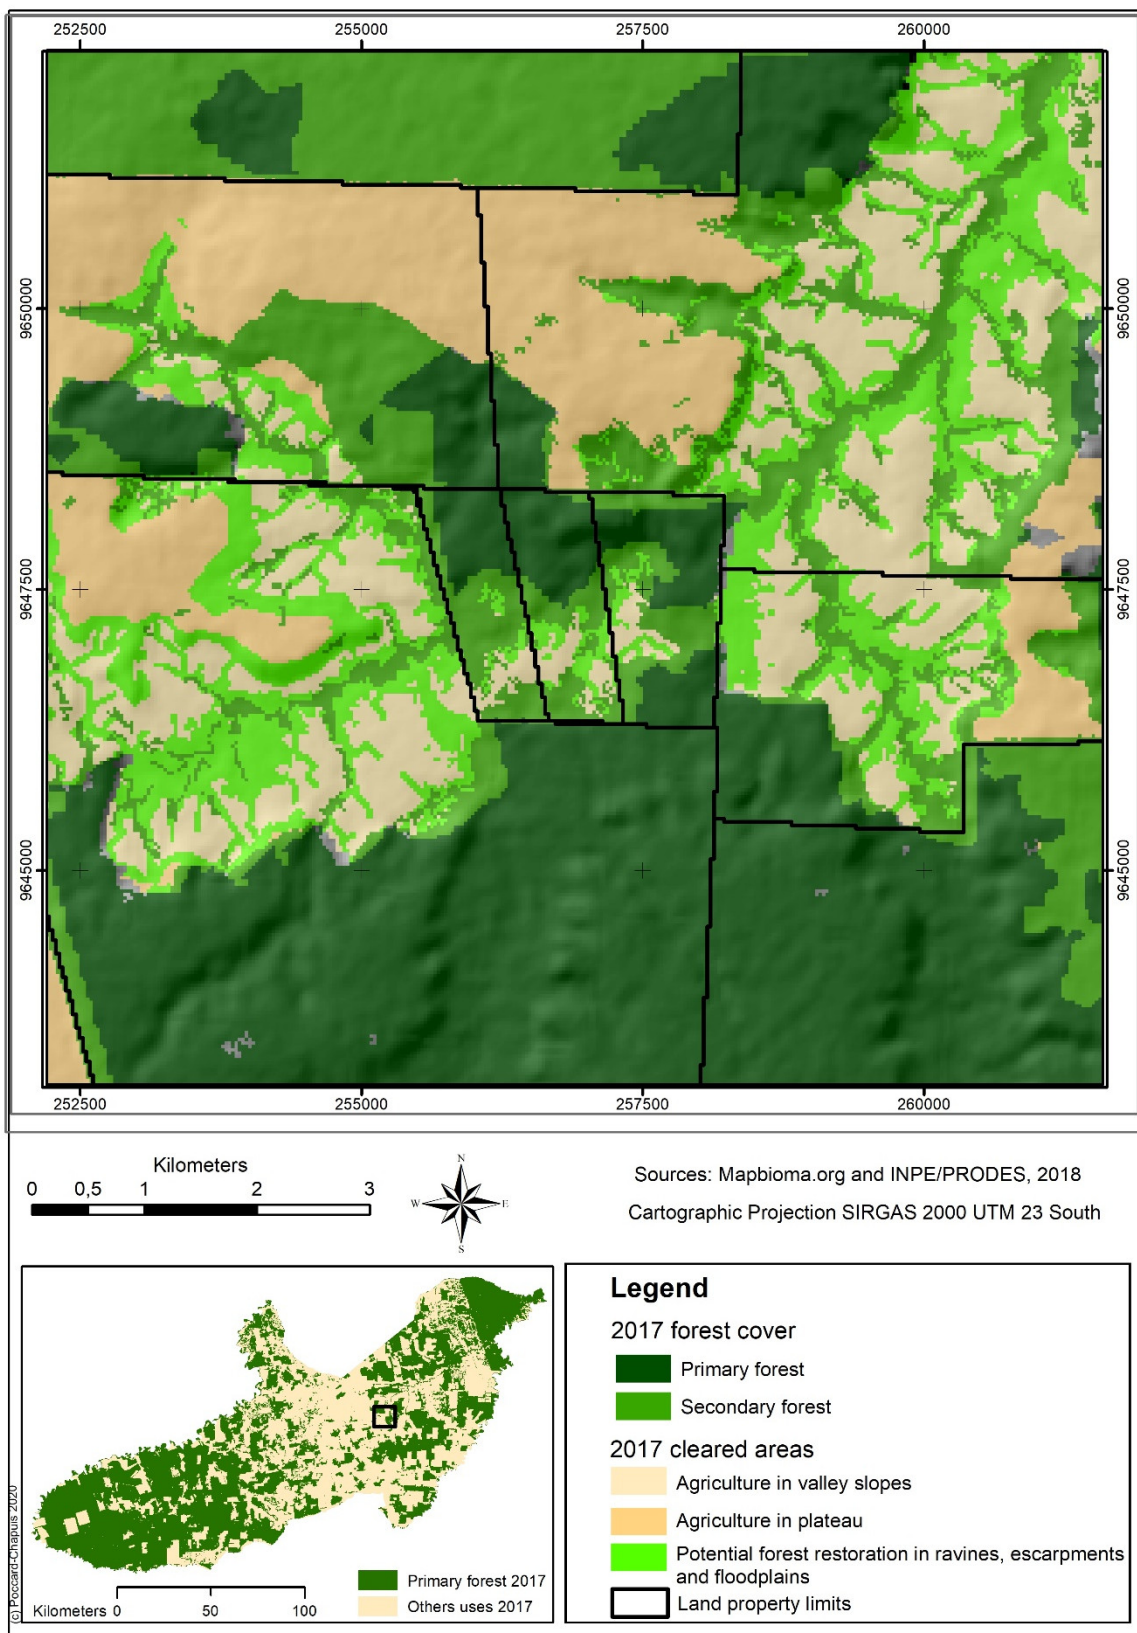 252500 255000 257500 260000
9650000 9650000
9647500 9647500
9645000 9645000
252500 255000 257500 260000
Kilometers
0 0,5 1 2 3
N
W E
S
Sources: Mapbioma.org and INPE/PRODES, 2018
Cartographic Projection SIRGAS 2000 UTM 23 South
(c) Poccard-Chapuis 2020
Kilometers 0 50 100
Primary forest 2017
Others uses 2017
Legend
2017 forest cover
Primary forest
Secondary forest
2017 cleared areas
Agriculture in valley slopes
Agriculture in plateau
Potential forest restoration in ravines, escarpments
and floodplains
Land property limits